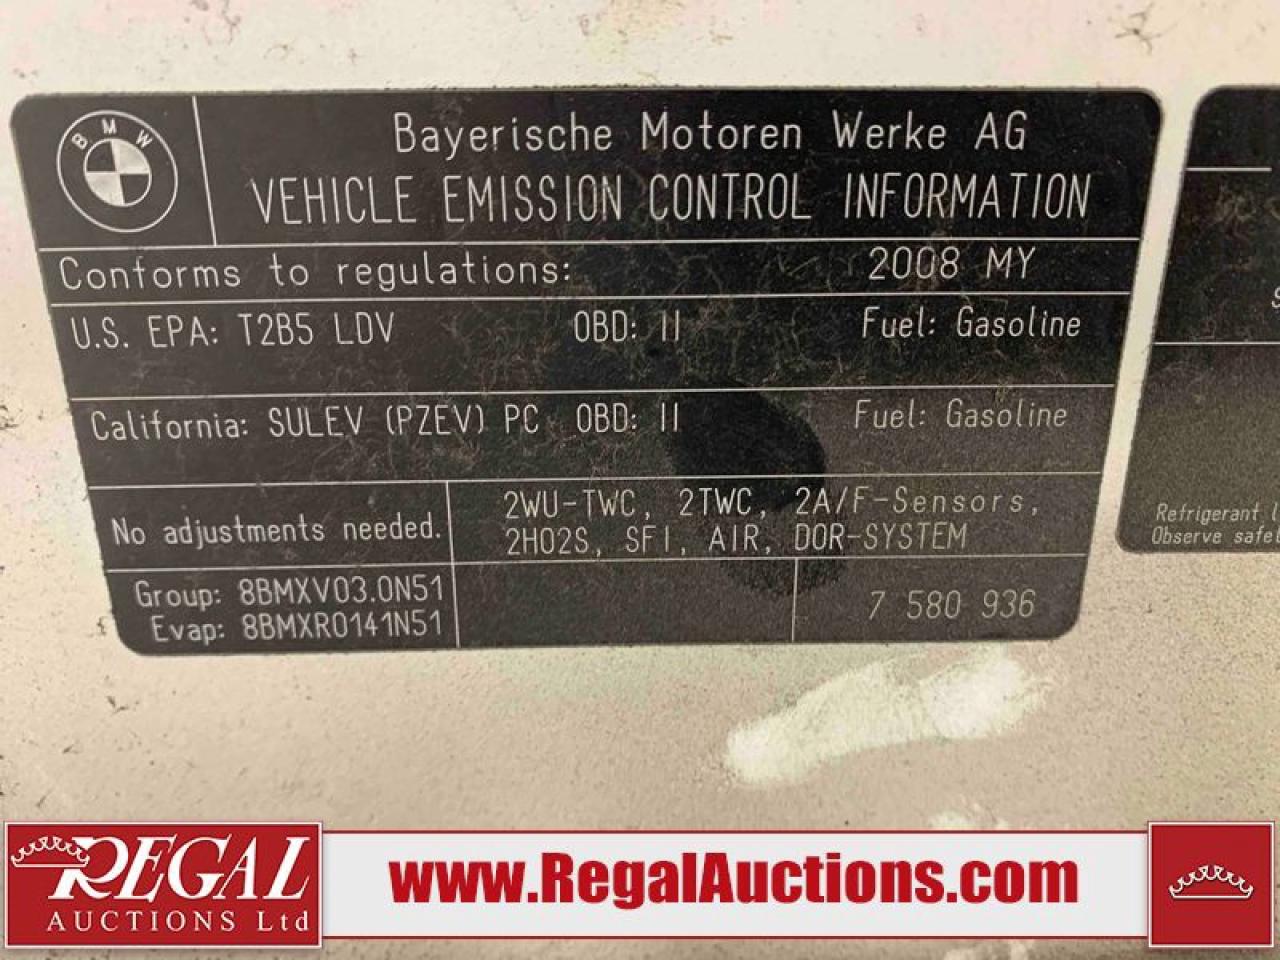 BMW
Bayerische Motoren Werke AG
VEHICLE EMISSION CONTROL INFORMATION
Conforms to regulations: 2008 MY
U.S. EPA: T2B5 LDV OBD: II Fuel: Gasoline
California: SULEV (PZEV) PC OBD: II Fuel: Gasoline
No adjustments needed.
2WU-TWC, 2TWC, 2A/F-Sensors,
2HO2S, SFI, AIR, DOR-SYSTEM
Group: 8BMXV03.0N51
Evap: 8BMXR0141N51
7 580 936
Refrigerant
Observe safe
REGAL
AUCTIONS Ltd
www.RegalAuctions.com